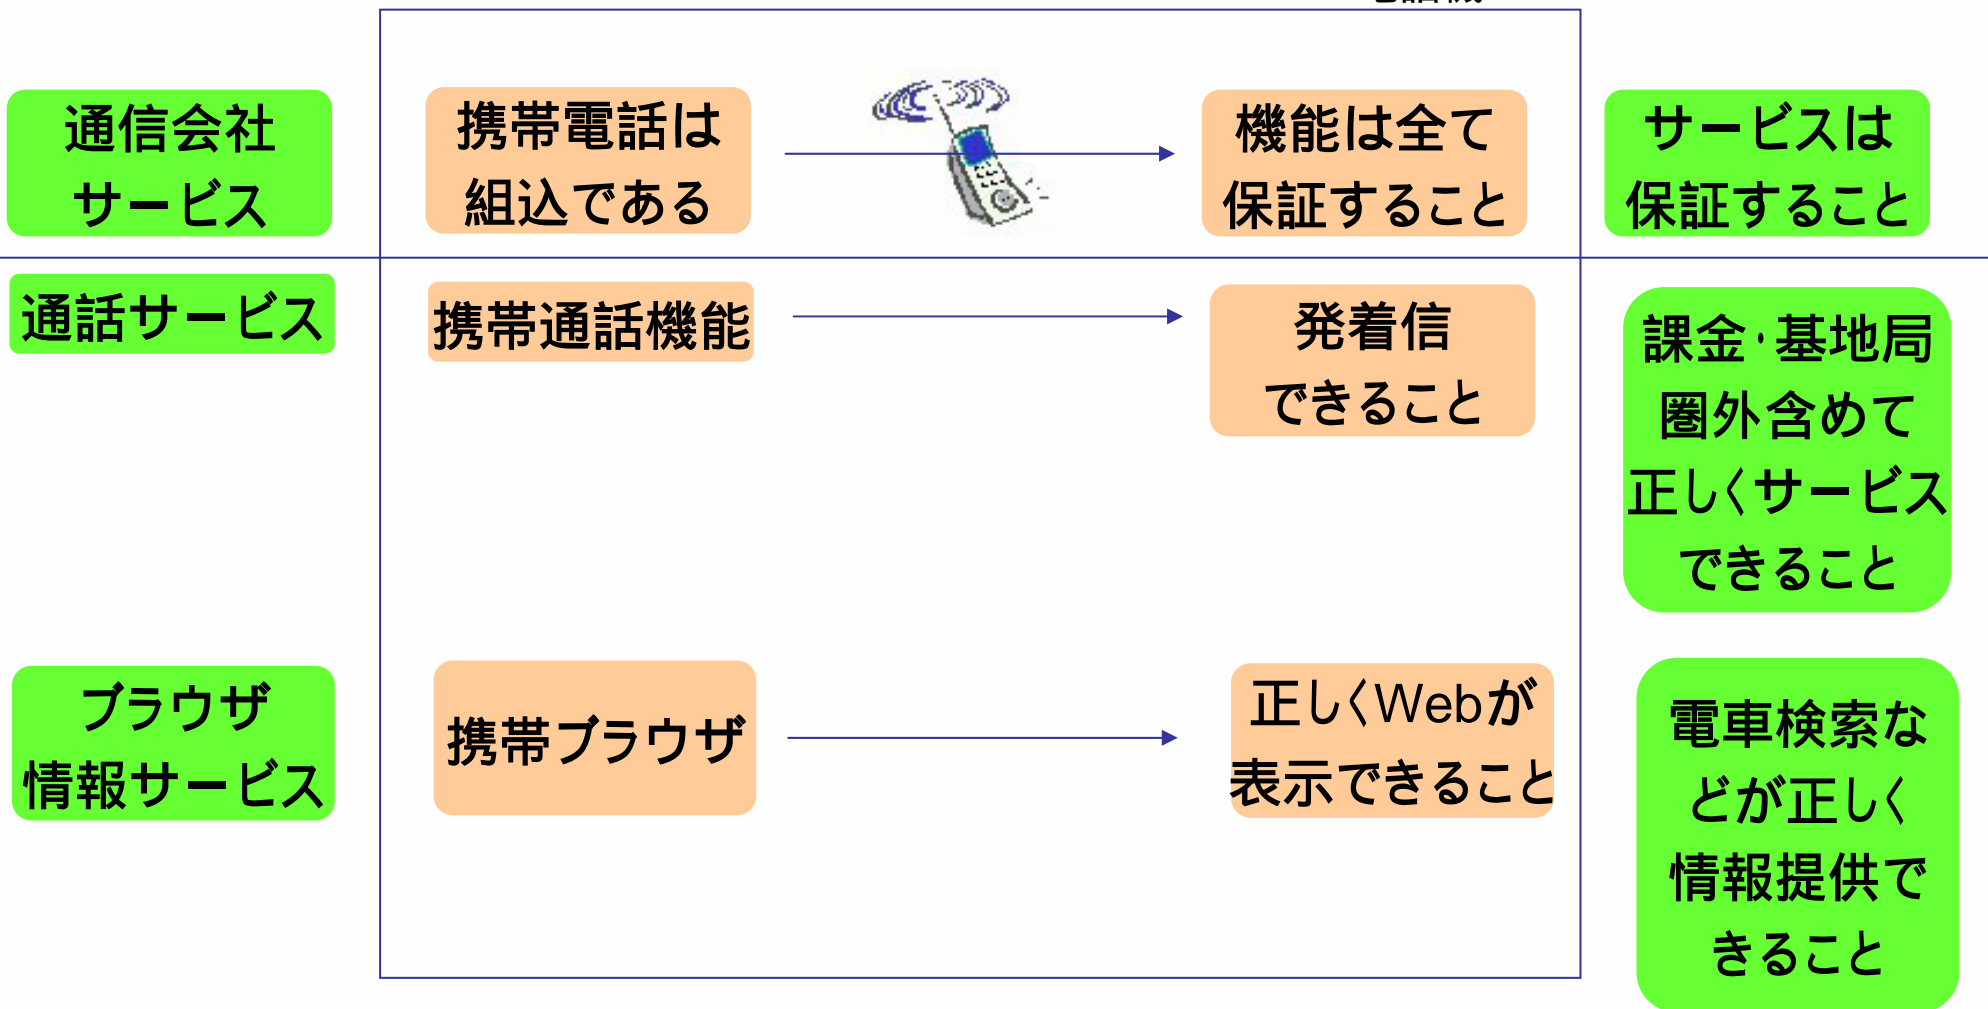 通信会社
サービス
携帯電話は
組込である
機能は全て
保証すること
サービスは
保証すること
通話サービス
携帯通話機能
発着信
できること
課金・基地局
圏外含めて
正しくサービス
できること
ブラウザ
情報サービス
携帯ブラウザ
正しくWebが
表示できること
電車検索な
どが正しく
情報提供で
きること